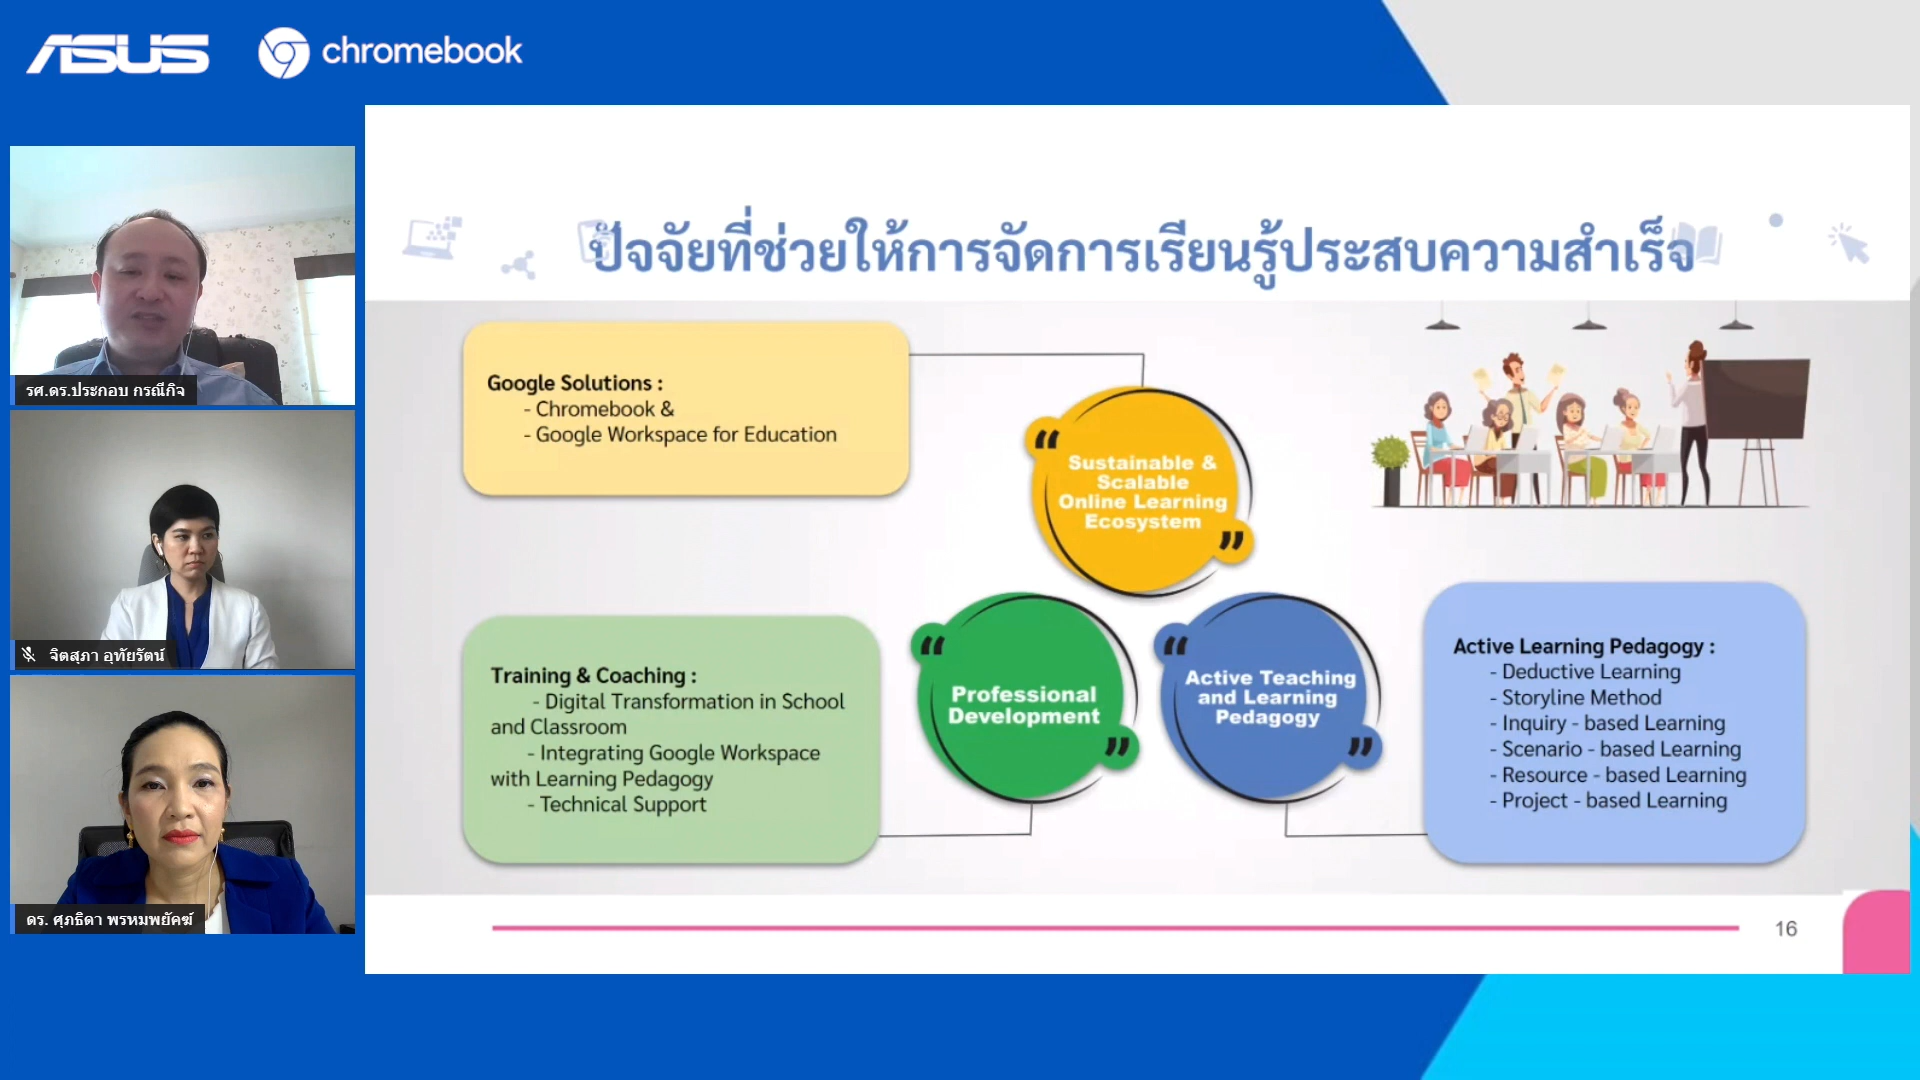 ASUS chromebook
รศ.ดร.ประกอบ กรณีกิจ
จิตสุภา อุทัยรัตน์
ดร. ศุภธิดา พรหมพยัคฆ์
ปัจจัยที่ช่วยให้การจัดการเรียนรู้ประสบความสำเร็จ
Google Solutions :
- Chromebook &
- Google Workspace for Education
“ Sustainable &
Scalable
Online Learning
Ecosystem ”
Training & Coaching :
- Digital Transformation in School
and Classroom
- Integrating Google Workspace
with Learning Pedagogy
- Technical Support
“ Professional
Development ”
“ Active Teaching
and Learning
Pedagogy ”
Active Learning Pedagogy :
- Deductive Learning
- Storyline Method
- Inquiry - based Learning
- Scenario - based Learning
- Resource - based Learning
- Project - based Learning
16